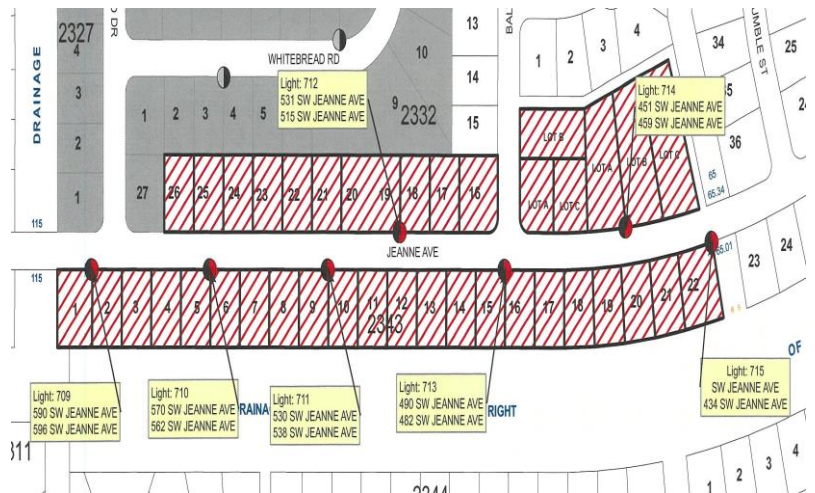 2327
O DR
BAL
UMBLE ST
DRAINAGE
4
3
2
1
115
WHITEBREAD RD
13
14
15
10
9
2332
1
2
3
4
5
27
26
25
24
23
22
21
20
19
18
17
16
1
2
3
4
34
35
36
25
24
LOT B
LOT A
LOT C
LOT A
LOT B
LOT C
65
65.34
Light: 712
531 SW JEANNE AVE
515 SW JEANNE AVE
Light: 714
451 SW JEANNE AVE
459 SW JEANNE AVE
JEANNE AVE
115
1
2
3
4
5
6
7
8
9
10
11
12
13
14
15
16
17
18
19
20
21
22
2343
65.01
23
24
Light: 709
590 SW JEANNE AVE
596 SW JEANNE AVE
Light: 710
570 SW JEANNE AVE
562 SW JEANNE AVE
RAINA
Light: 711
530 SW JEANNE AVE
538 SW JEANNE AVE
Light: 713
490 SW JEANNE AVE
482 SW JEANNE AVE
RIGHT
Light: 715
SW JEANNE AVE
434 SW JEANNE AVE
OF
311
2344
1
2
3
4